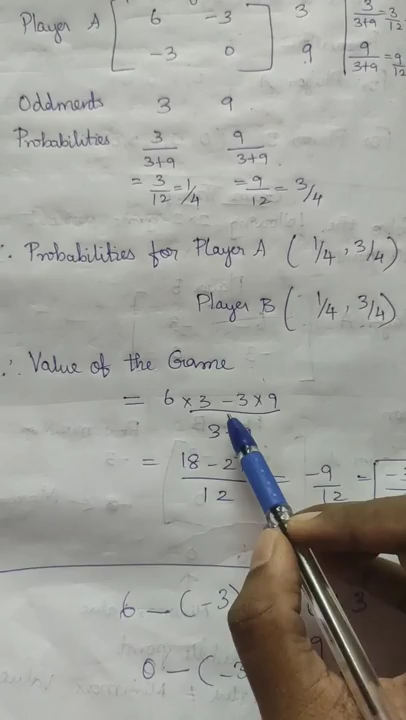 Player A [ 6 -3 ] 3 3/3+9 = 3/12
[ -3 0 ] 9 9/3+9 = 9/12
Oddments 3 9
Probabilities 3/3+9 9/3+9
= 3/12 = 1/4 = 9/12 = 3/4
∴ Probabilities for Player A ( 1/4 , 3/4 )
Player B ( 1/4 , 3/4 )
∴ Value of the Game
= 6 × 3 - 3 × 9
3
= 18 - 2 / 12 = -9/12 =
6 - (-3) 3
0 - (-3 9